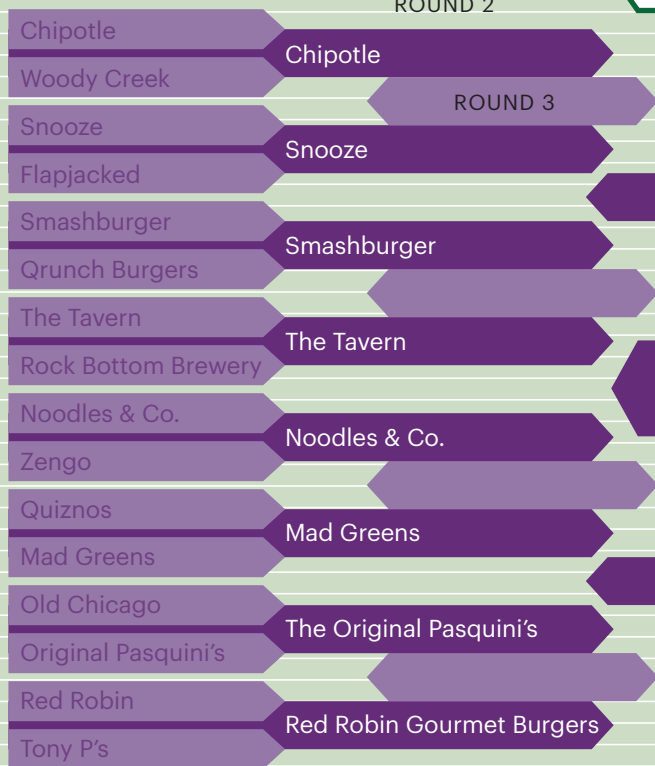 ROUND 2
Chipotle
Woody Creek
Chipotle
ROUND 3
Snooze
Flapjacked
Snooze
Smashburger
Qrunch Burgers
Smashburger
The Tavern
Rock Bottom Brewery
The Tavern
Noodles & Co.
Zengo
Noodles & Co.
Quiznos
Mad Greens
Mad Greens
Old Chicago
Original Pasquini’s
The Original Pasquini’s
Red Robin
Tony P’s
Red Robin Gourmet Burgers